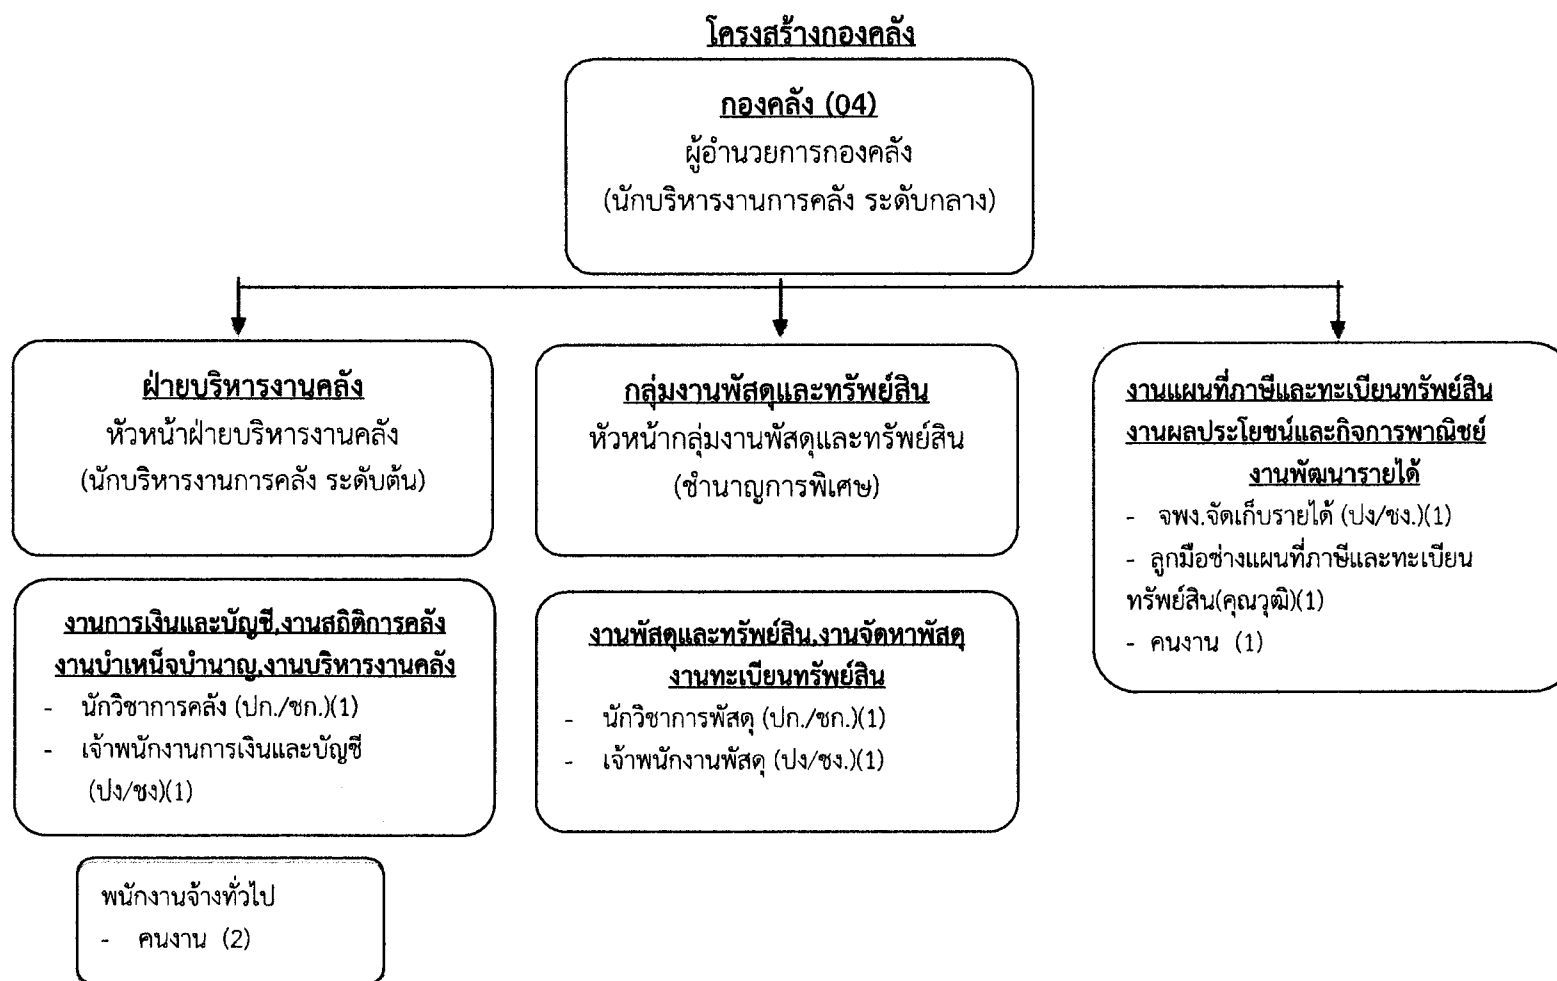 โครงสร้างกองคลัง
กองคลัง (04)
ผู้อำนวยการกองคลัง
(นักบริหารงานการคลัง ระดับกลาง)
ฝ่ายบริหารงานคลัง
หัวหน้าฝ่ายบริหารงานคลัง
(นักบริหารงานการคลัง ระดับต้น)
งานการเงินและบัญชี,งานสถิติการคลัง
งานบำเหน็จบำนาญ,งานบริหารงานคลัง
- นักวิชาการคลัง (ปก./ชก.)(1)
- เจ้าพนักงานการเงินและบัญชี
(ปง/ชง)(1)
พนักงานจ้างทั่วไป
- คนงาน (2)
กลุ่มงานพัสดุและทรัพย์สิน
หัวหน้ากลุ่มงานพัสดุและทรัพย์สิน
(ชำนาญการพิเศษ)
งานพัสดุและทรัพย์สิน,งานจัดหาพัสดุ
งานทะเบียนทรัพย์สิน
- นักวิชาการพัสดุ (ปก./ชก.)(1)
- เจ้าพนักงานพัสดุ (ปง/ชง.)(1)
งานแผนที่ภาษีและทะเบียนทรัพย์สิน
งานผลประโยชน์และกิจการพาณิชย์
งานพัฒนารายได้
- จพง.จัดเก็บรายได้ (ปง/ชง.)(1)
- ลูกมือช่างแผนที่ภาษีและทะเบียน
ทรัพย์สิน(คุณวุฒิ)(1)
- คนงาน (1)